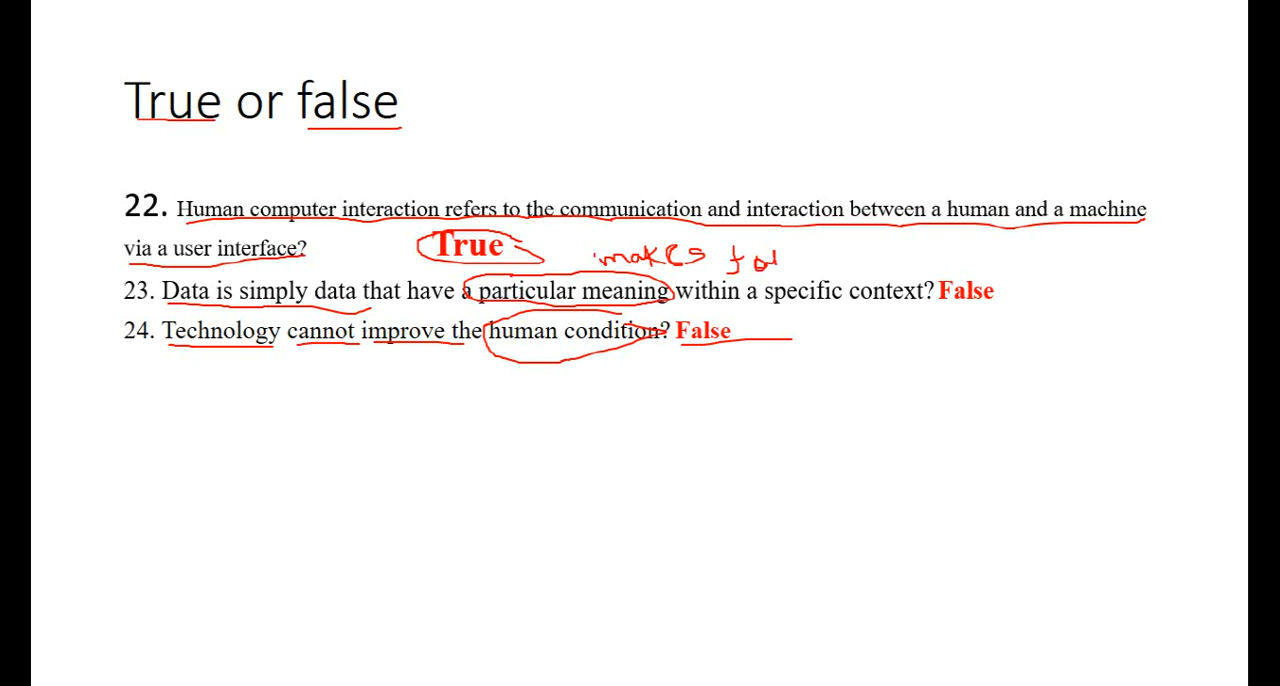 True or false
22. Human computer interaction refers to the communication and interaction between a human and a machine
via a user interface? True
makes for
23. Data is simply data that have a particular meaning within a specific context? False
24. Technology cannot improve the human condition? False